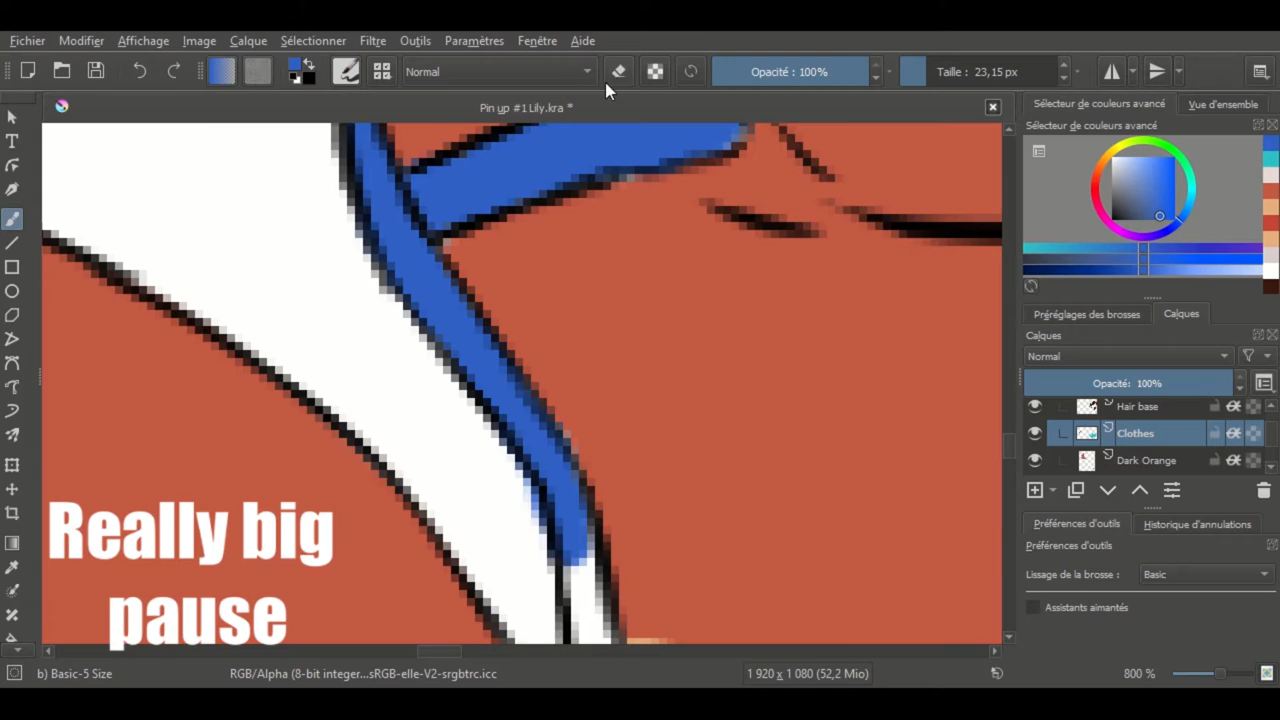 Fichier Modifier Affichage Image Calque Sélectionner Filtre Outils Paramètres Fenêtre Aide
Normal Opacité : 100% Taille : 23,15 px
Pin up #1 Lily.kra *
Sélecteur de couleurs avancé Vue d'ensemble
Sélecteur de couleurs avancé
Préréglages des brosses Calques
Calques
Normal
Opacité: 100%
Hair base
Clothes
Dark Orange
Préférences d'outils Historique d'annulations
Préférences d'outils
Lissage de la brosse : Basic
Assistants aimantés
Really big
pause
b) Basic-5 Size RGB/Alpha (8-bit integer...sRGB-elle-V2-srgbtrc.icc 1 920 x 1 080 (52,2 Mio) 800 %